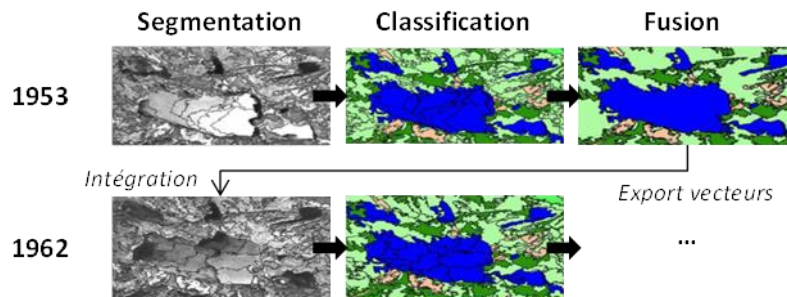 Segmentation Classification Fusion
1953
Intégration
Export vecteurs
1962
...